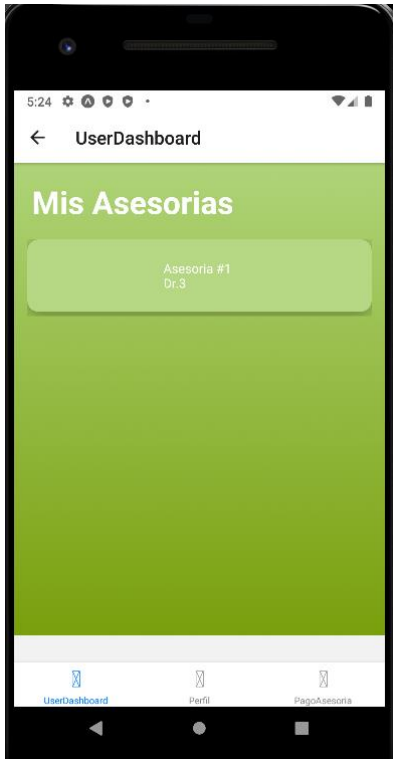 5:24
UserDashboard
Mis Asesorias
Asesoria #1
Dr.3
UserDashboard
Perfil
PagoAsesoria